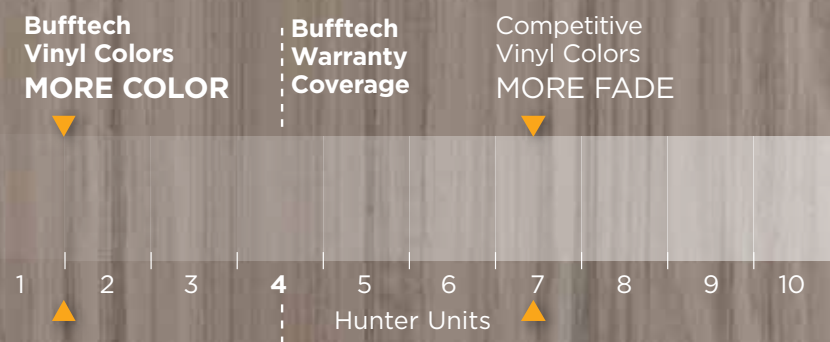 Bufftech
Vinyl Colors
MORE COLOR
Bufftech
Warranty
Coverage
Competitive
Vinyl Colors
MORE FADE
1 2 3 4 5 6 7 8 9 10
Hunter Units